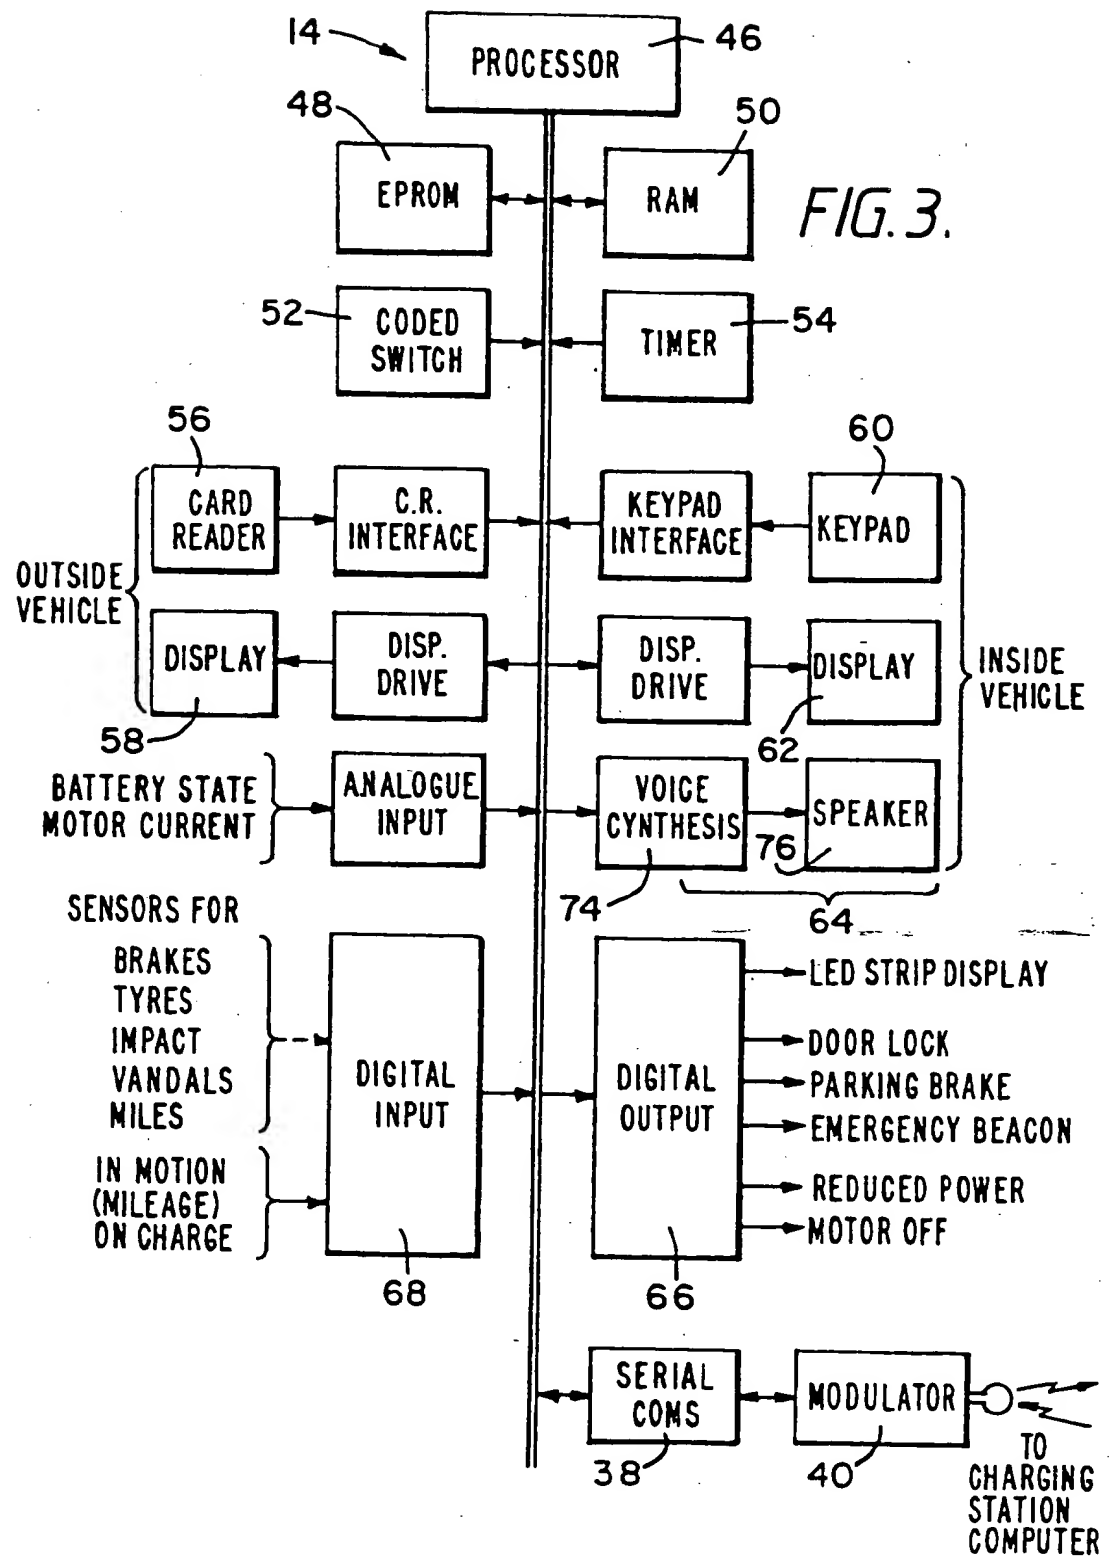 14
46
PROCESSOR
48
50
EPROM
RAM
FIG.3.
52
CODED
SWITCH
TIMER
54
56
60
CARD
READER
C.R.
INTERFACE
KEYPAD
INTERFACE
KEYPAD
OUTSIDE
VEHICLE
DISPLAY
DISP.
DRIVE
DISP.
DRIVE
DISPLAY
INSIDE
VEHICLE
58
62
BATTERY STATE
MOTOR CURRENT
ANALOGUE
INPUT
VOICE
CYNTHESIS
SPEAKER
76
74
64
SENSORS FOR
BRAKES
TYRES
IMPACT
VANDALS
MILES
IN MOTION
(MILEAGE)
ON CHARGE
DIGITAL
INPUT
68
DIGITAL
OUTPUT
66
LED STRIP DISPLAY
DOOR LOCK
PARKING BRAKE
EMERGENCY BEACON
REDUCED POWER
MOTOR OFF
SERIAL
COMS
38
MODULATOR
40
TO
CHARGING
STATION
COMPUTER